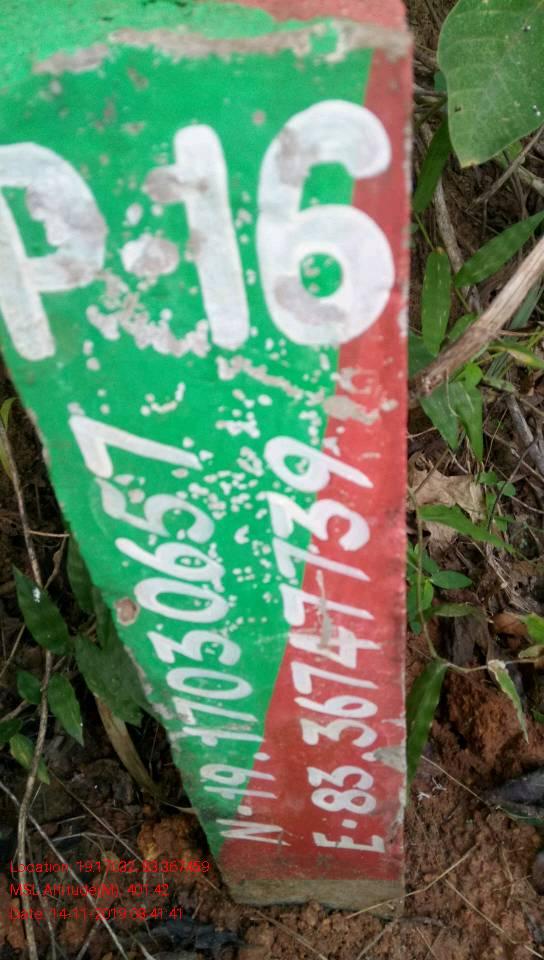 P.16
N-19.17030657
E-83.36747739
Location: 19.17132, 83.367459
MSL Altitude(M): 401.42
Date: 14-11-2019 08:41:41